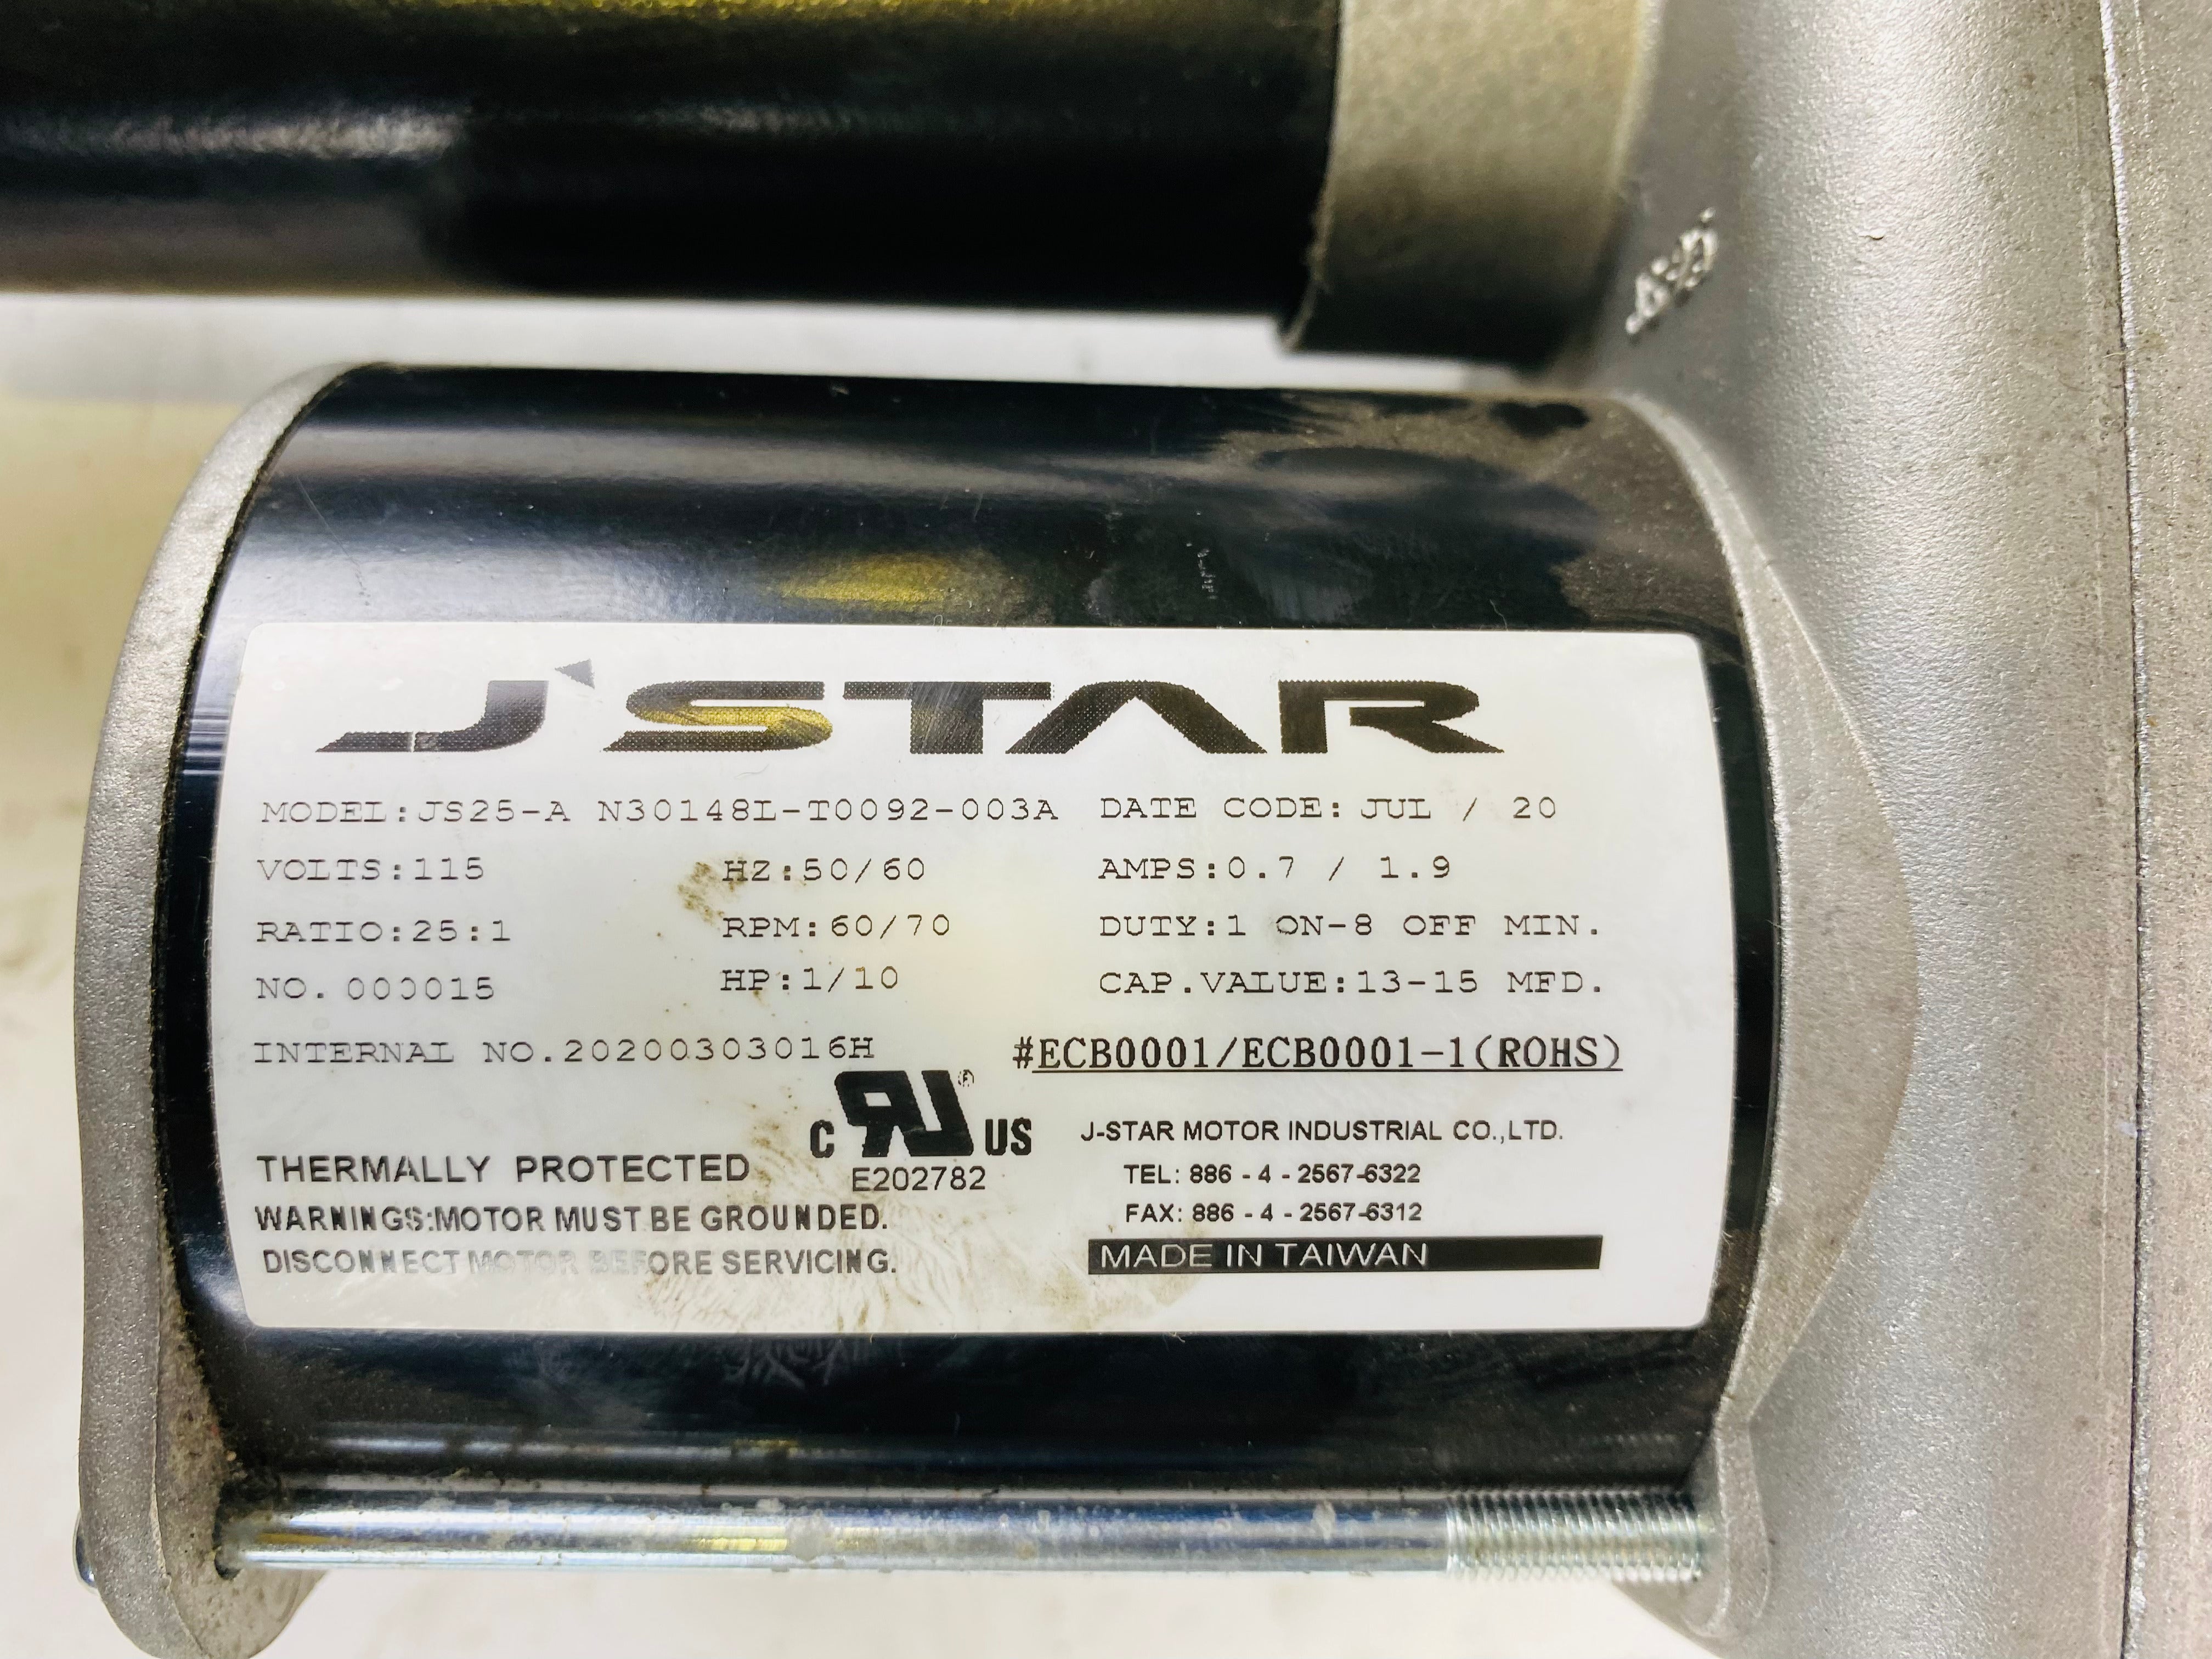 J'STAR
MODEL:JS25-A N30148L-T0092-003A DATE CODE: JUL / 20
VOLTS:115 HZ:50/60 AMPS:0.7 / 1.9
RATIO:25:1 RPM:60/70 DUTY:1 ON-8 OFF MIN.
NO. 000015 HP:1/10 CAP.VALUE:13-15 MFD.
INTERNAL NO.20200303016H #ECB0001/ECB0001-1(ROHS)
C RU® US
E202782
THERMALLY PROTECTED
WARNINGS:MOTOR MUST BE GROUNDED.
DISCONNECT MOTOR BEFORE SERVICING.
J-STAR MOTOR INDUSTRIAL CO.,LTD.
TEL: 886 - 4 - 2567-6322
FAX: 886 - 4 - 2567-6312
MADE IN TAIWAN